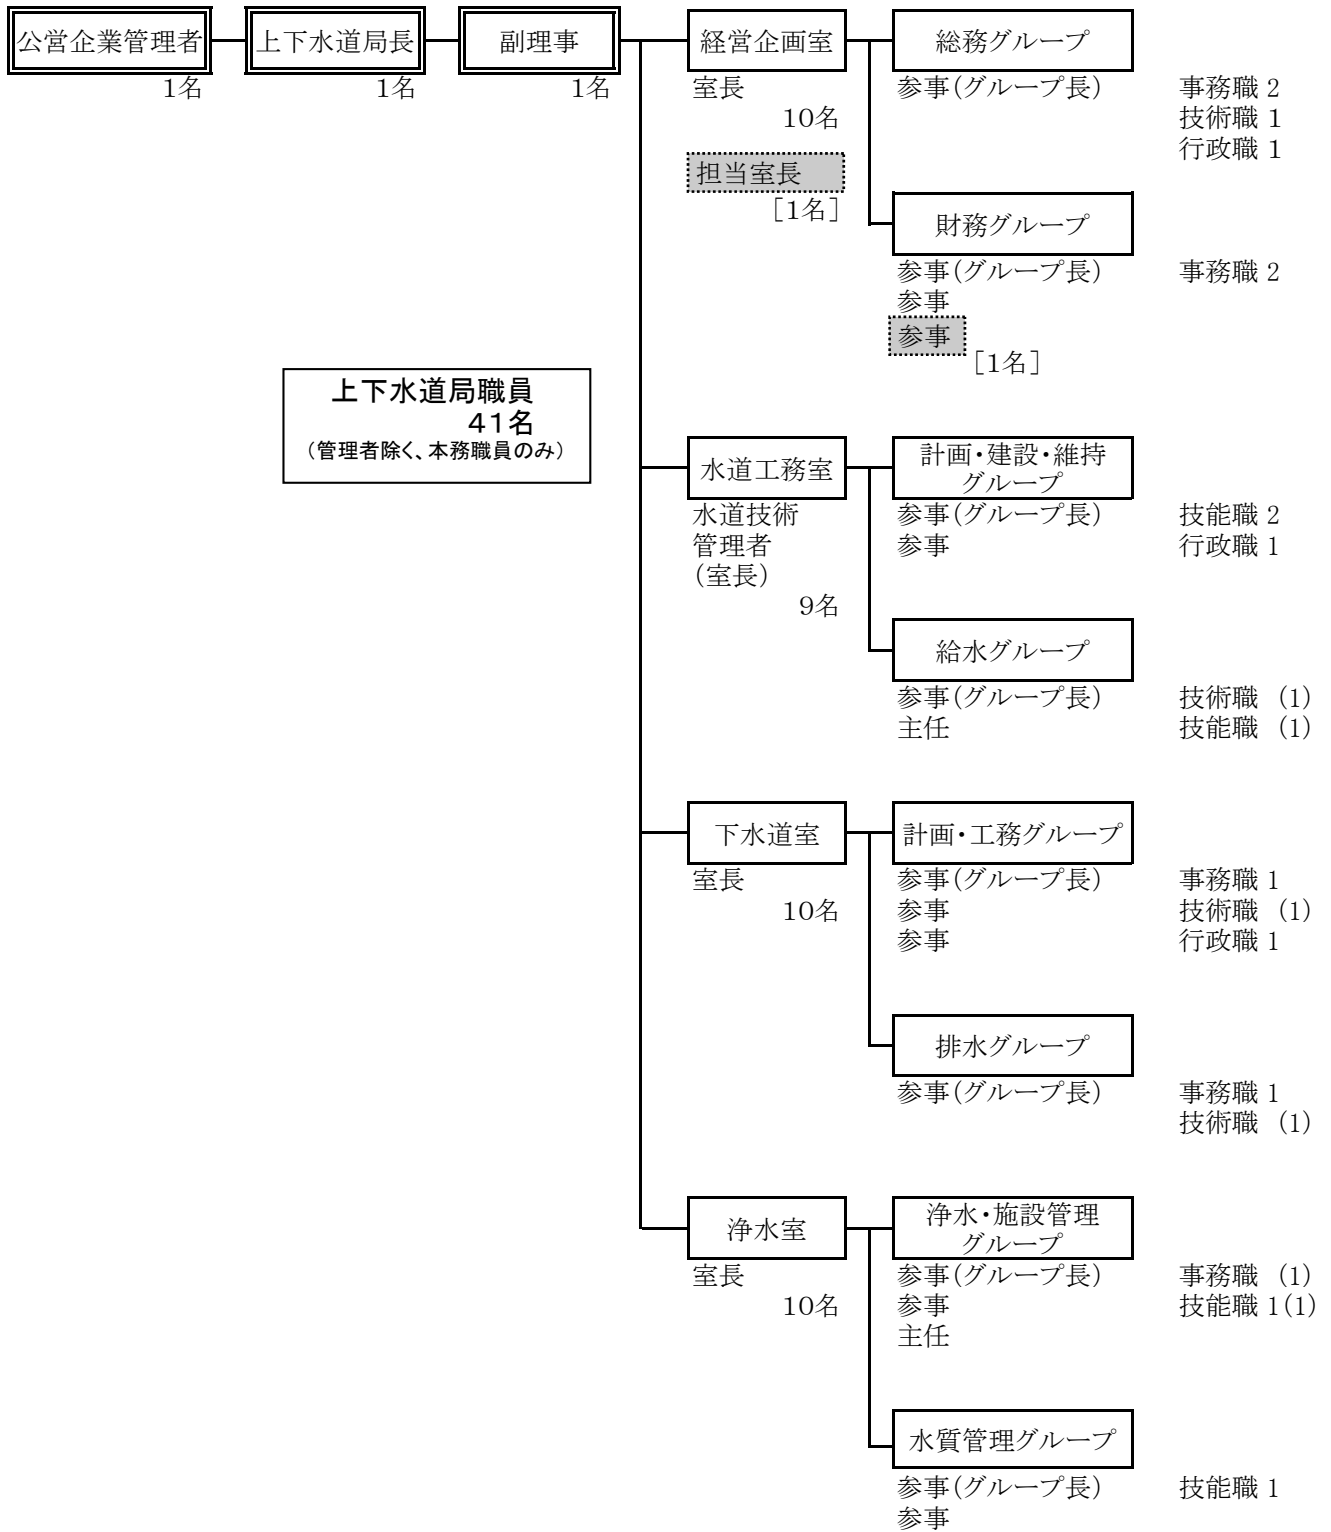 公営企業管理者
1名
上下水道局長
1名
副理事
1名
上下水道局職員
41名
（管理者除く、本務職員のみ）
経営企画室
室長
10名
担当室長
［1名］
総務グループ
参事（グループ長）
事務職 2
技術職 1
行政職 1
財務グループ
参事（グループ長）
事務職 2
参事
参事
［1名］
水道工務室
水道技術
管理者
（室長）
9名
計画・建設・維持
グループ
参事（グループ長）
技能職 2
参事
行政職 1
給水グループ
参事（グループ長）
技術職 (1)
主任
技能職 (1)
下水道室
室長
10名
計画・工務グループ
参事（グループ長）
事務職 1
参事
技術職 (1)
参事
行政職 1
排水グループ
参事（グループ長）
事務職 1
技術職 (1)
浄水室
室長
10名
浄水・施設管理
グループ
参事（グループ長）
事務職 (1)
参事
技能職 1(1)
主任
水質管理グループ
参事（グループ長）
技能職 1
参事